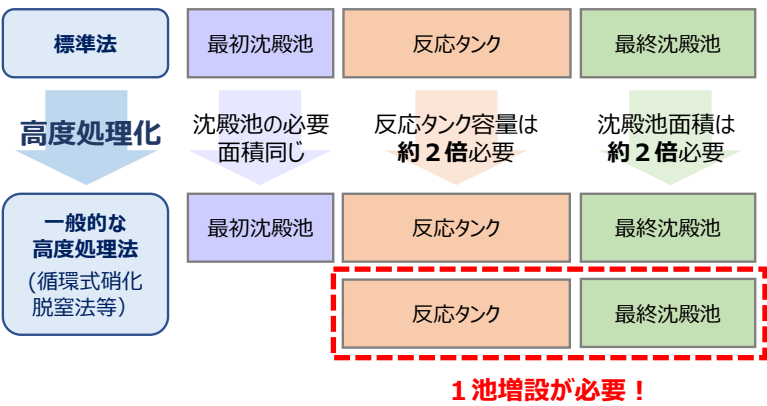 標準法
最初沈殿池
反応タンク
最終沈殿池
高度処理化
沈殿池の必要
面積同じ
反応タンク容量は
約２倍必要
沈殿池面積は
約２倍必要
一般的な
高度処理法
(循環式硝化
脱窒法等）
最初沈殿池
反応タンク
最終沈殿池
反応タンク
最終沈殿池
１池増設が必要！